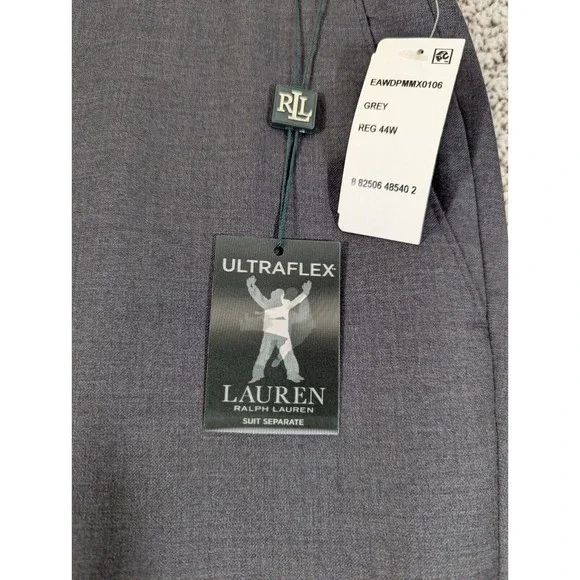 RLL
EAWDPMMX0106
GREY
REG 44W
8 82506 48540 2
ULTRAFLEX
LAUREN
RALPH LAUREN
SUIT SEPARATE